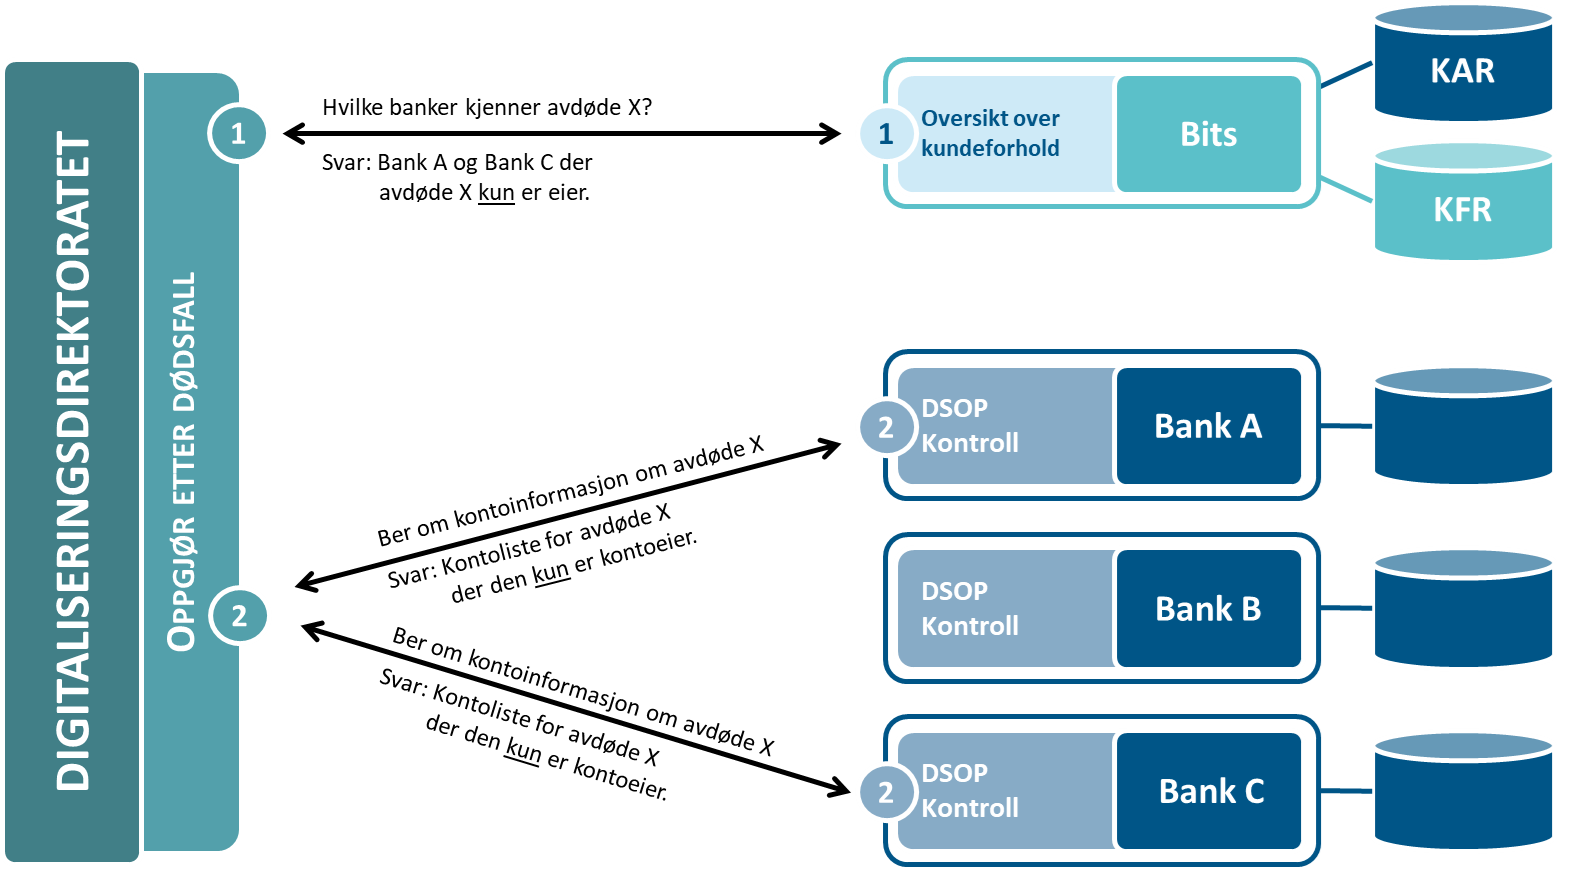 DIGITALISERINGSDIREKTORATET
OPPGJØR ETTER DØDSFALL
1
Hvilke banker kjenner avdøde X?
Svar: Bank A og Bank C der
avdøde X kun er eier.
1
Oversikt over
kundeforhold
Bits
KAR
KFR
2
Ber om kontoinformasjon om avdøde X
Svar: Kontoliste for avdøde X
der den kun er kontoeier.
2
DSOP
Kontroll
Bank A
DSOP
Kontroll
Bank B
Ber om kontoinformasjon om avdøde X
Svar: Kontoliste for avdøde X
der den kun er kontoeier.
2
DSOP
Kontroll
Bank C